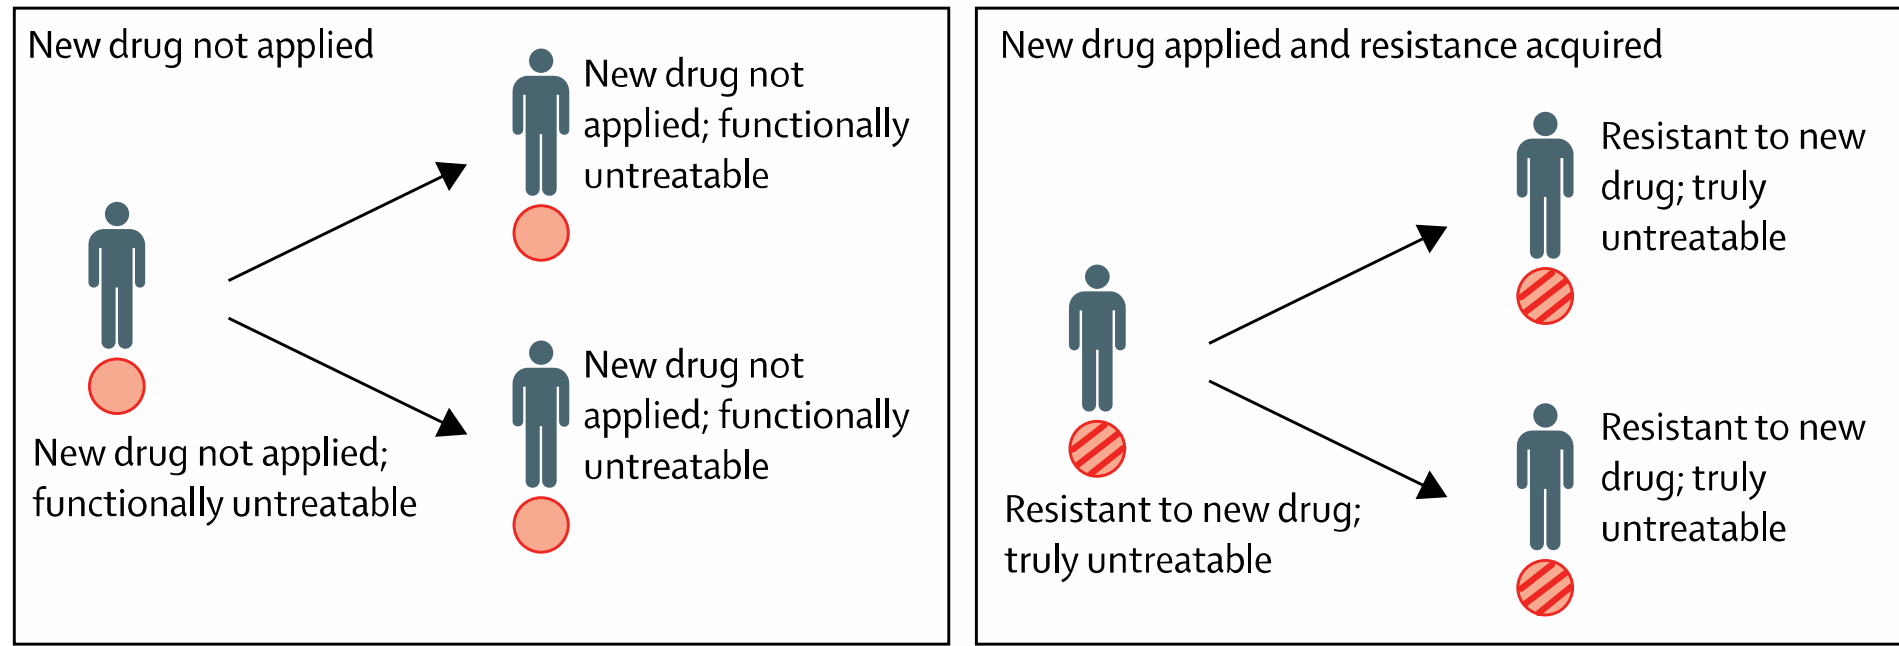 New drug not applied
New drug not
applied; functionally
untreatable
New drug not applied;
functionally untreatable
New drug not
applied; functionally
untreatable
New drug applied and resistance acquired
Resistant to new
drug; truly
untreatable
Resistant to new drug;
truly untreatable
Resistant to new
drug; truly
untreatable